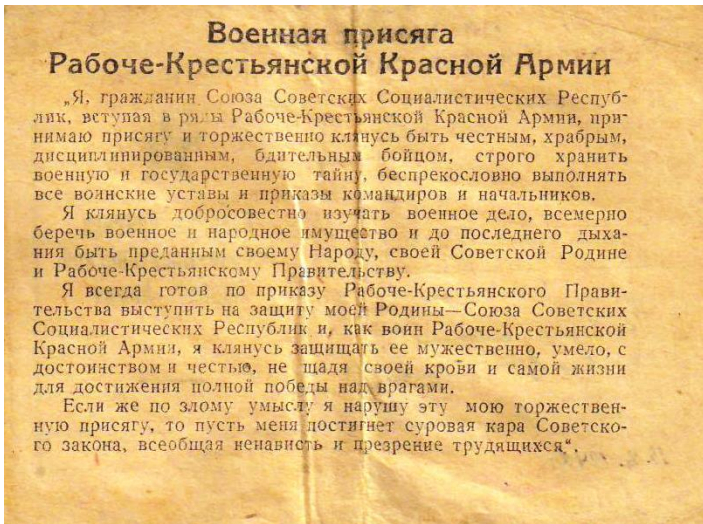 Военная присяга
Рабоче-Крестьянской Красной Армии
„Я, гражданин Союза Советских Социалистических Респуб-
лик, вступая в ряды Рабоче-Крестьянской Красной Армии, при-
нимаю присягу и торжественно клянусь быть честным, храбрым,
дисциплинированным, бдительным бойцом, строго хранить
военную и государственную тайну, беспрекословно выполнять
все воинские уставы и приказы командиров и начальников.
Я клянусь добросовестно изучать военное дело, всемерно
беречь военное и народное имущество и до последнего дыха-
ния быть преданным своему Народу, своей Советской Родине
и Рабоче-Крестьянскому Правительству.
Я всегда готов по приказу Рабоче-Крестьянского Прави-
тельства выступить на защиту моей Родины—Союза Советских
Социалистических Республик и, как воин Рабоче-Крестьянской
Красной Армии, я клянусь защищать ее мужественно, умело, с
достоинством и честью, не щадя своей крови и самой жизни
для достижения полной победы над врагами.
Если же по злому умыслу я нарушу эту мою торжествен-
ную присягу, то пусть меня постигнет суровая кара Советско-
го закона, всеобщая ненависть и презрение трудящихся“.